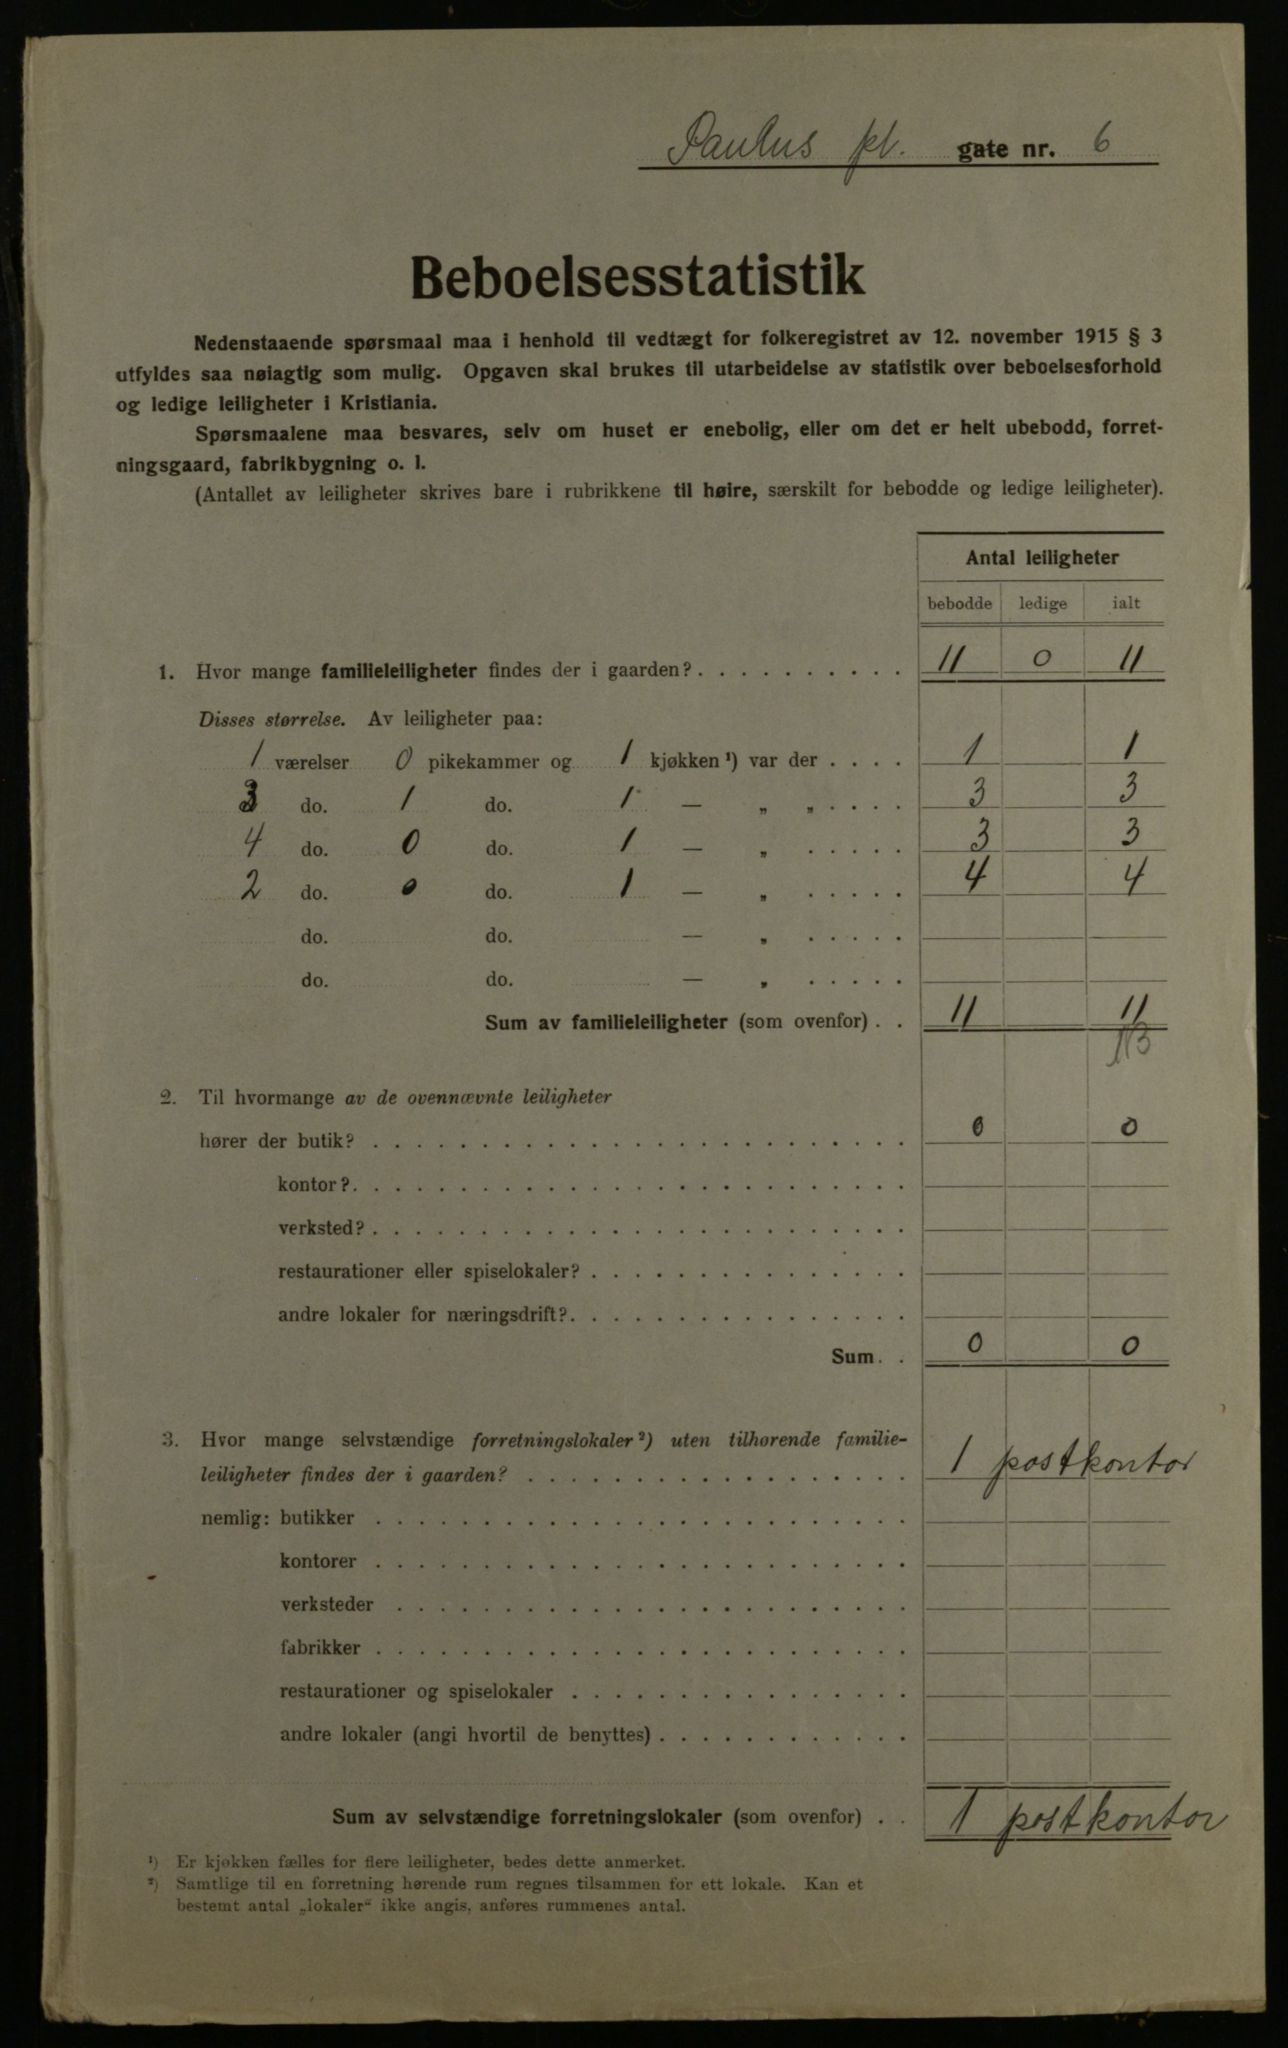 Paulus pl. gate nr. 6
Beboelsesstatistik
Nedenstaaende spørsmaal maa i henhold til vedtægt for folkeregistret av 12. november 1915 § 3
utfyldes saa nøiagtig som mulig. Opgaven skal brukes til utarbeidelse av statistik over beboelsesforhold
og ledige leiligheter i Kristiania.
Spørsmaalene maa besvares, selv om huset er enebolig, eller om det er helt ubebodd, forret-
ningsgaard, fabrikbygning o. l.
(Antallet av leiligheter skrives bare i rubrikkene til høire, særskilt for bebodde og ledige leiligheter).
Antal leiligheter
bebodde ledige ialt
1. Hvor mange familieleiligheter findes der i gaarden? . . . . . . . . . . 11 0 11
Disses størrelse. Av leiligheter paa:
1 værelser 0 pikekammer og 1 kjøkken ¹) var der . . . . 1 1
3 do. 1 do. 1 — „ „ . . . . 3 3
4 do. 0 do. 1 — „ . . . . . 3 3
2 do. 0 do. 1 — „ . . . . . 4 4
do. do. — „ . . . . .
do. do. — „ . . . . .
Sum av familieleiligheter (som ovenfor) . . 11 11
113
2. Til hvormange av de ovennævnte leiligheter
hører der butik? . . . . . . . . . . 0 0
kontor? . . . . . . . . . .
verksted? . . . . . . . . . .
restaurationer eller spiselokaler? . . . . . . . . . .
andre lokaler for næringsdrift? . . . . . . . . . .
Sum . . 0 0
3. Hvor mange selvstændige forretningslokaler ²) uten tilhørende familie-
leiligheter findes der i gaarden? . . . . . . . . . . 1 postkontor
nemlig: butikker . . . . . . . . . .
kontorer . . . . . . . . . .
verksteder . . . . . . . . . .
fabrikker . . . . . . . . . .
restaurationer og spiselokaler . . . . . . . . . .
andre lokaler (angi hvortil de benyttes) . . . . . . . . . .
Sum av selvstændige forretningslokaler (som ovenfor) . . 1 postkontor
¹) Er kjøkken fælles for flere leiligheter, bedes dette anmerket.
²) Samtlige til en forretning hørende rum regnes tilsammen for ett lokale. Kan et
bestemt antal „lokaler“ ikke angis, anføres rummenes antal.